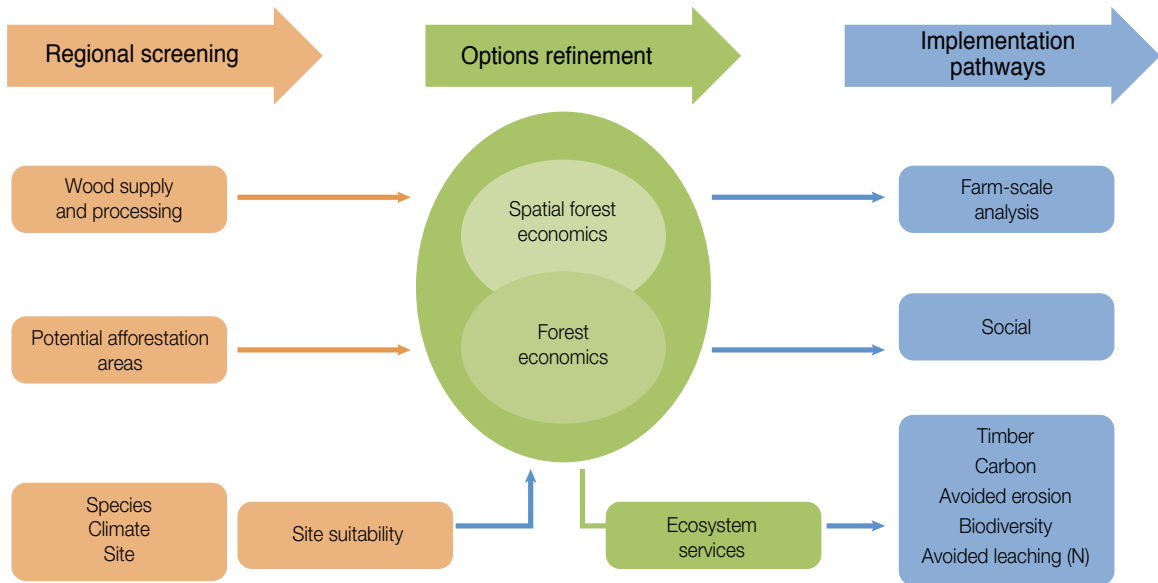 Regional screening
Options refinement
Implementation
pathways
Wood supply
and processing
Spatial forest
economics
Farm-scale
analysis
Potential afforestation
areas
Forest
economics
Social
Species
Climate
Site
Site suitability
Ecosystem
services
Timber
Carbon
Avoided erosion
Biodiversity
Avoided leaching (N)